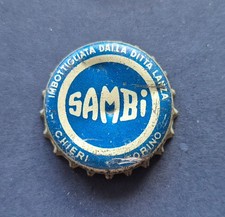 IMBOTTIGLIATA DALLA DITTA LANZA
SAMBi
CHIERI TORINO